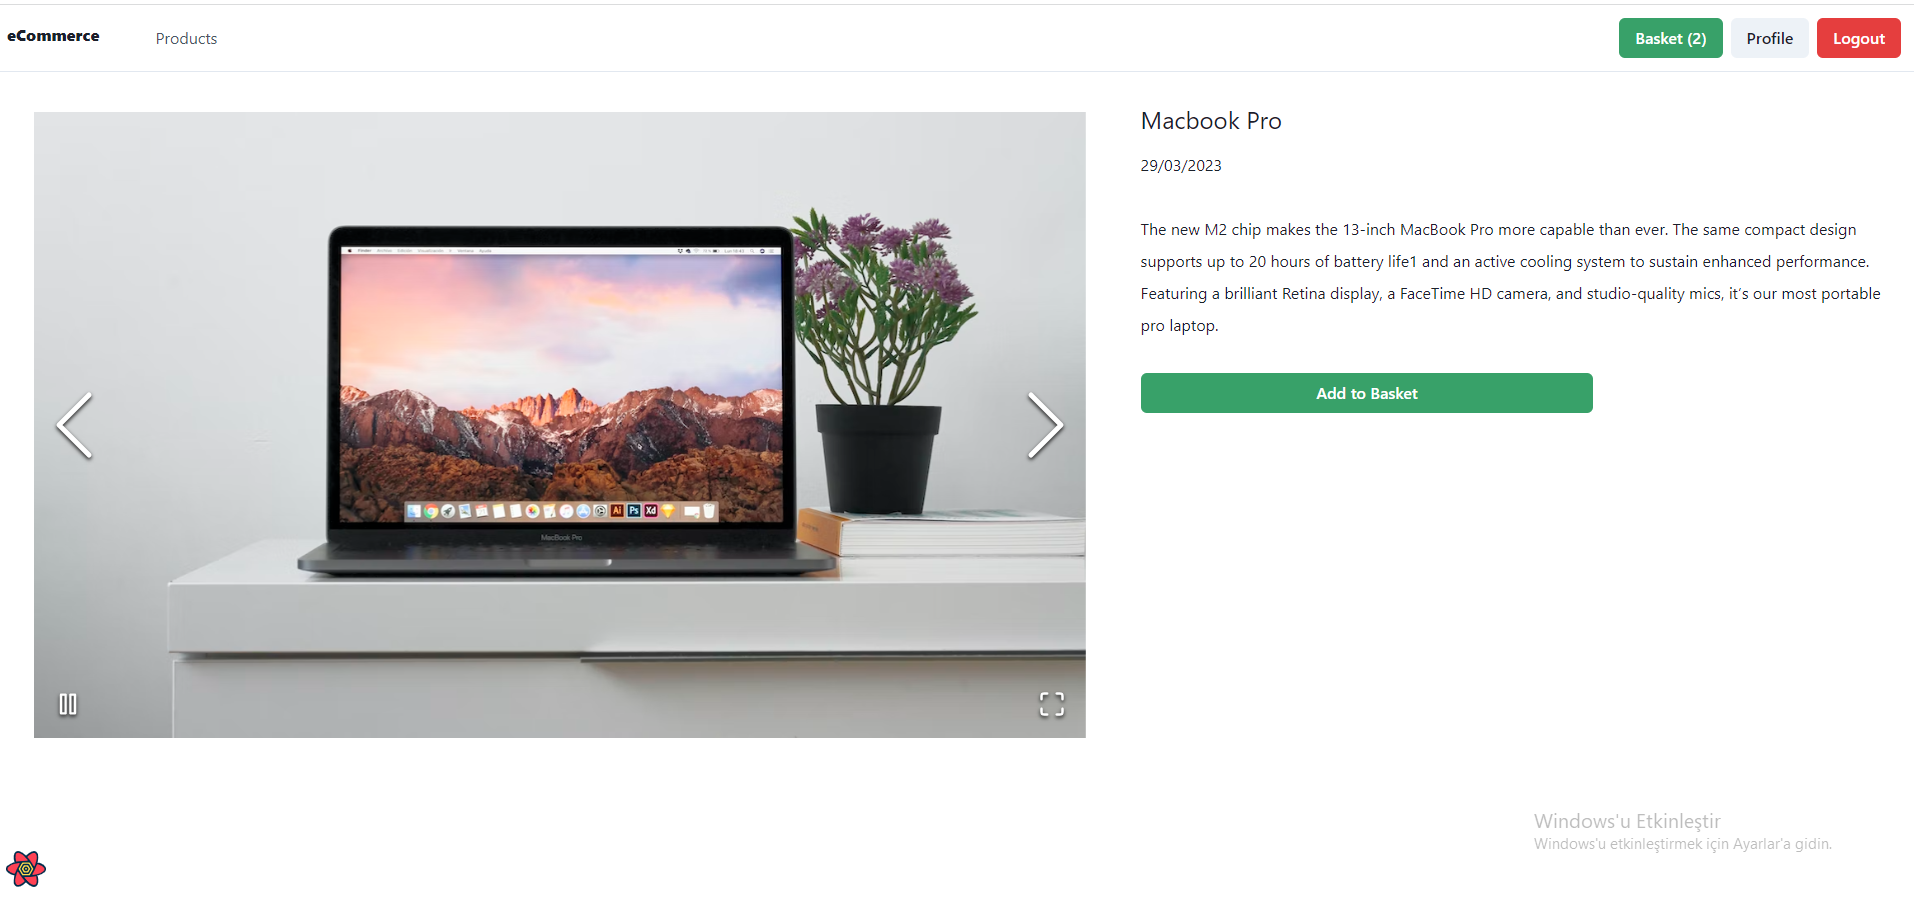 eCommerce
Products
Basket (2)
Profile
Logout
Macbook Pro
29/03/2023
The new M2 chip makes the 13-inch MacBook Pro more capable than ever. The same compact design
supports up to 20 hours of battery life1 and an active cooling system to sustain enhanced performance.
Featuring a brilliant Retina display, a FaceTime HD camera, and studio-quality mics, it’s our most portable
pro laptop.
Add to Basket
Ai
Ps
Xd
MacBook Pro
Windows'u Etkinleştir
Windows'u etkinleştirmek için Ayarlar'a gidin.